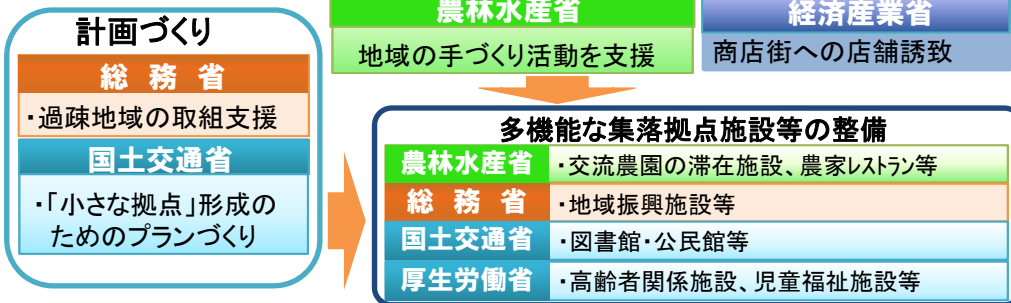 計画づくり
総務省
・過疎地域の取組支援
国土交通省
・「小さな拠点」形成の
ためのプランづくり
農林水産省
地域の手づくり活動を支援
経済産業省
商店街への店舗誘致
多機能な集落拠点施設等の整備
農林水産省
・交流農園の滞在施設、農家レストラン等
総務省
・地域振興施設等
国土交通省
・図書館・公民館等
厚生労働省
・高齢者関係施設、児童福祉施設等